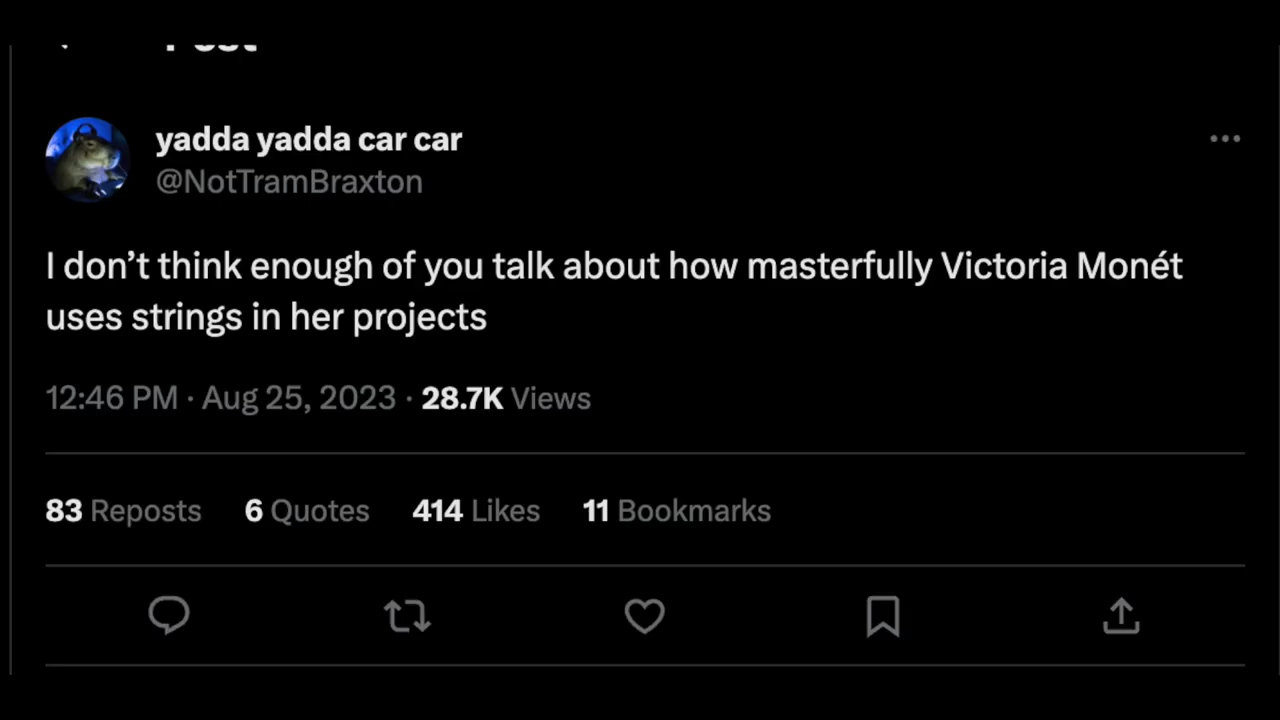 Post
yadda yadda car car
@NotTramBraxton
I don’t think enough of you talk about how masterfully Victoria Monét
uses strings in her projects
12:46 PM · Aug 25, 2023 · 28.7K Views
83 Reposts 6 Quotes 414 Likes 11 Bookmarks